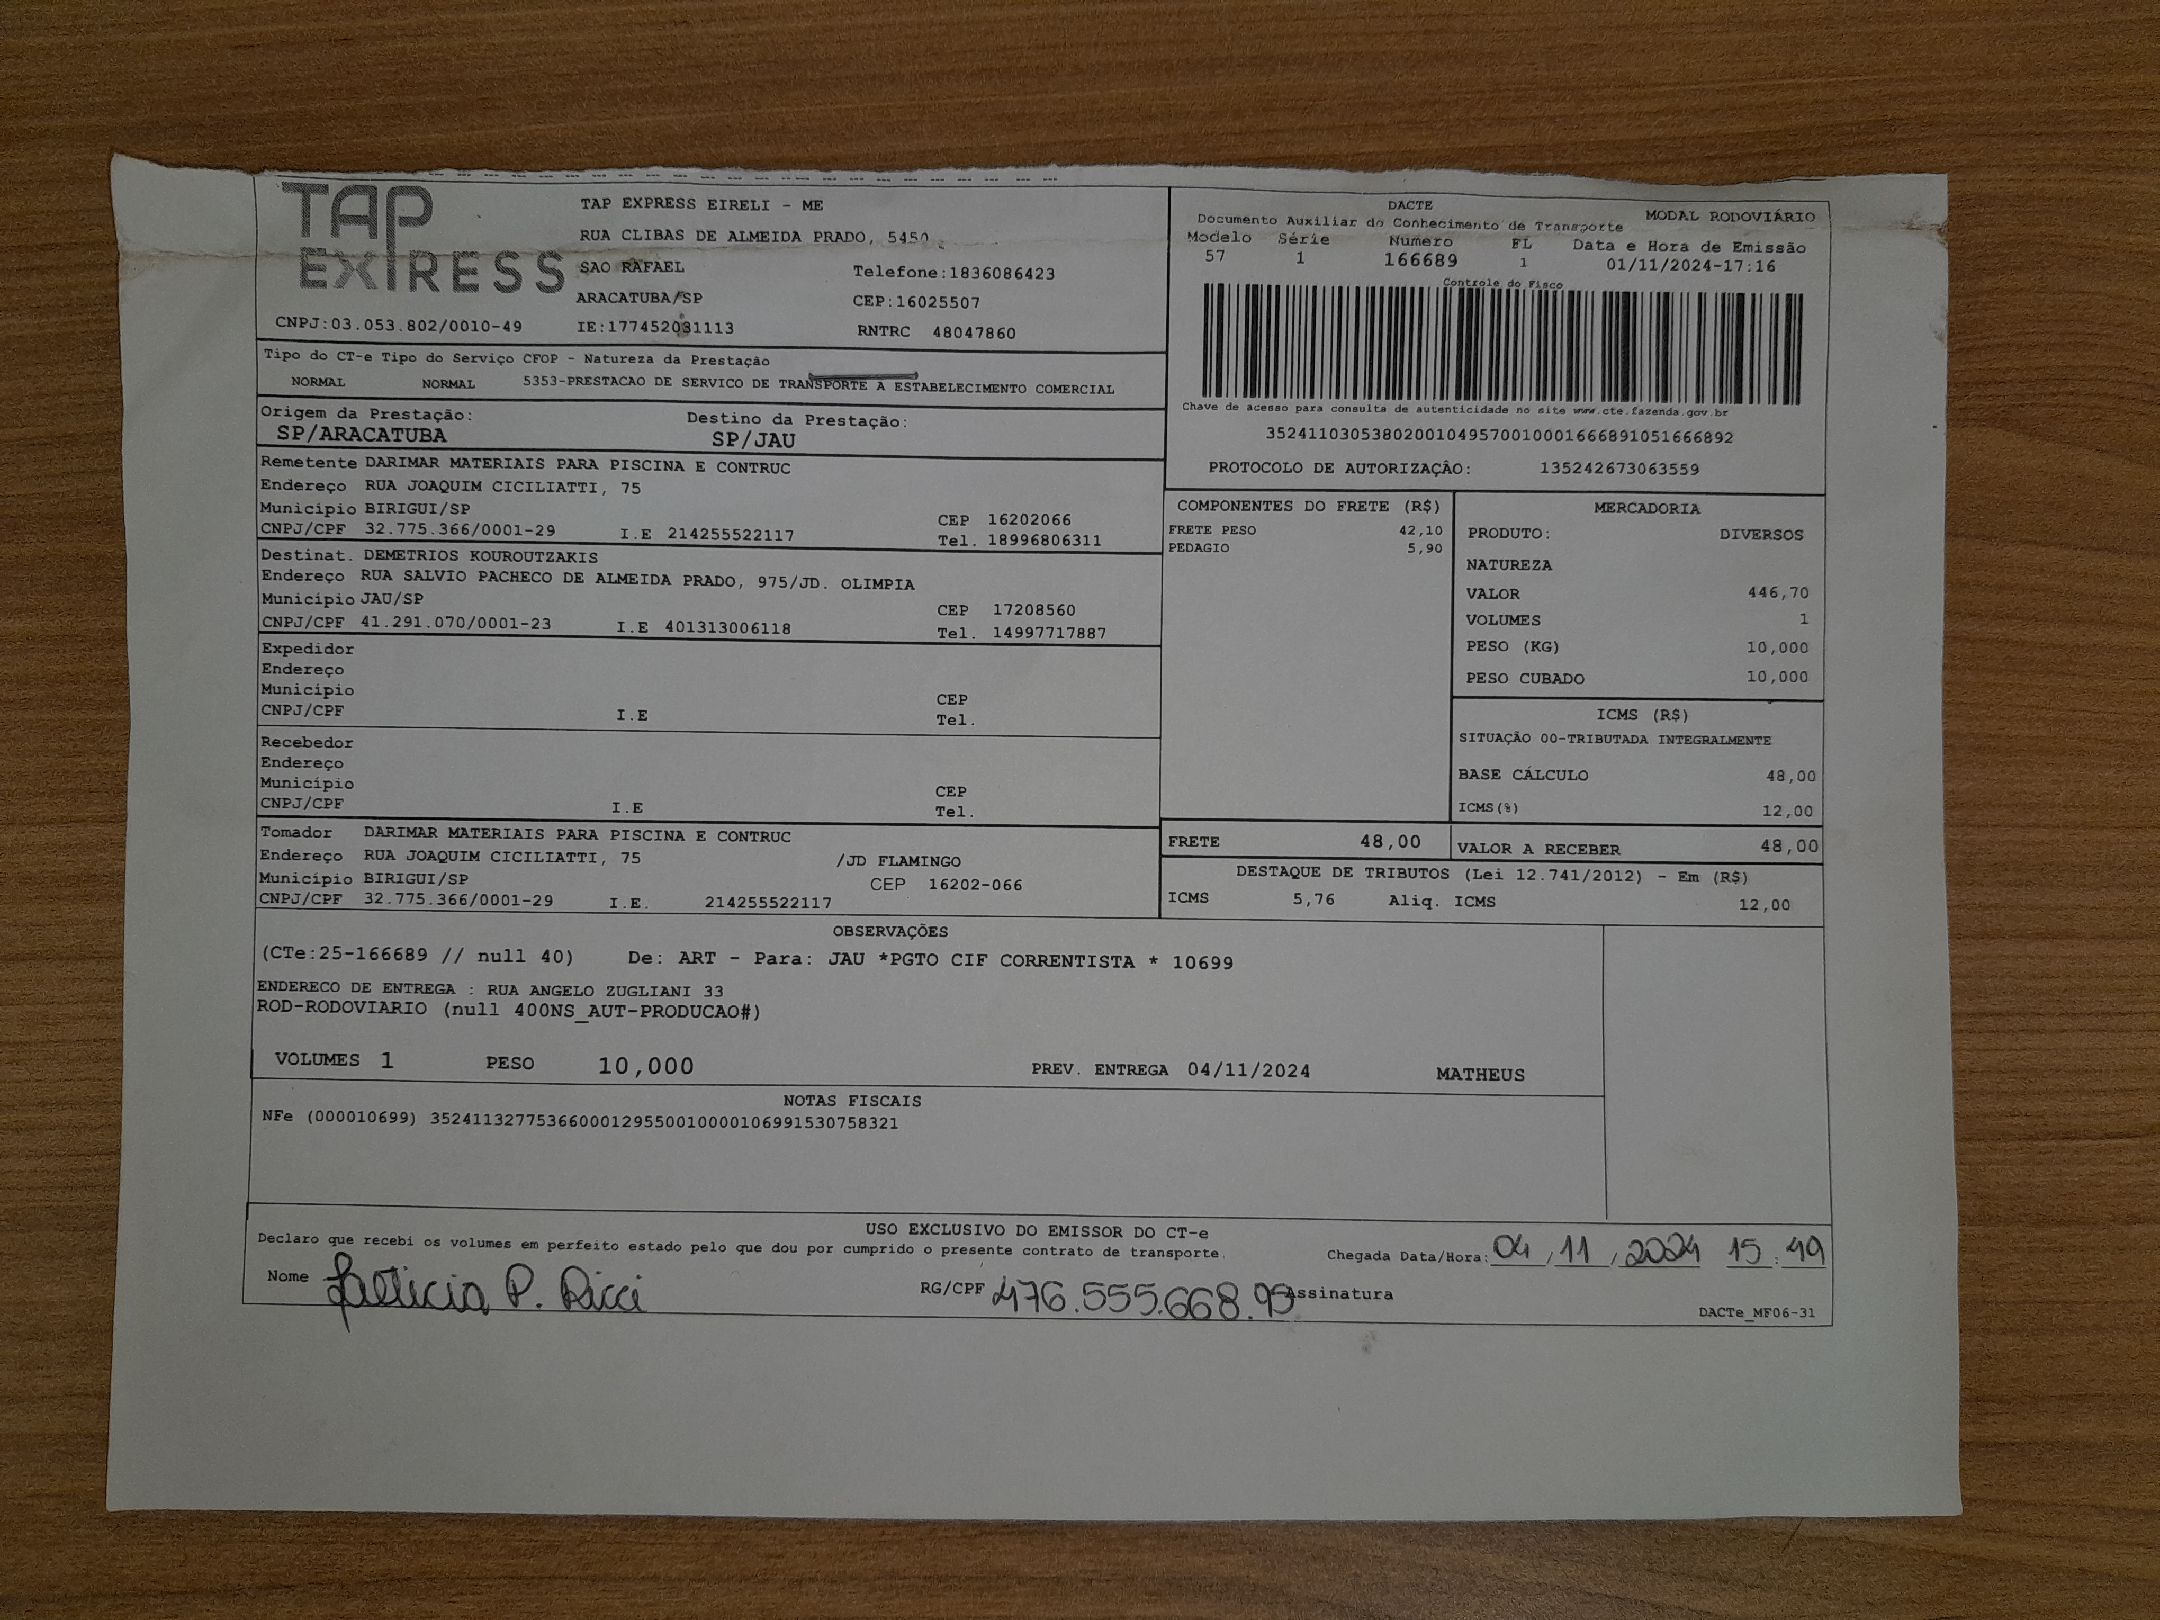 TAP
EXPRESS
TAP EXPRESS EIRELI - ME
RUA CLIBAS DE ALMEIDA PRADO, 5450
SAO RAFAEL
Telefone:1836086423
ARACATUBA/SP
CEP:16025507
CNPJ:03.053.802/0010-49
IE:177452031113
RNTRC 48047860
DACTE
Documento Auxiliar do Conhecimento de Transporte
MODAL RODOVIÁRIO
Modelo Série Numero FL Data e Hora de Emissão
57 1 166689 1 01/11/2024-17:16
Controle do Fisco
Chave de acesso para consulta de autenticidade no site www.cte.fazenda.gov.br
35241103053802001049570010001666891051666892
PROTOCOLO DE AUTORIZAÇÂO: 135242673063559
Tipo do CT-e Tipo do Serviço CFOP - Natureza da Prestação
NORMAL NORMAL 5353-PRESTACAO DE SERVICO DE TRANSPORTE A ESTABELECIMENTO COMERCIAL
Origem da Prestação: Destino da Prestação:
SP/ARACATUBA SP/JAU
Remetente DARIMAR MATERIAIS PARA PISCINA E CONTRUC
Endereço RUA JOAQUIM CICILIATTI, 75
Municipio BIRIGUI/SP CEP 16202066
CNPJ/CPF 32.775.366/0001-29 I.E 214255522117 Tel. 18996806311
Destinat. DEMETRIOS KOUROUTZAKIS
Endereço RUA SALVIO PACHECO DE ALMEIDA PRADO, 975/JD. OLIMPIA
Município JAU/SP CEP 17208560
CNPJ/CPF 41.291.070/0001-23 I.E 401313006118 Tel. 14997717887
Expedidor
Endereço
Município CEP
CNPJ/CPF I.E Tel.
Recebedor
Endereço
Município CEP
CNPJ/CPF I.E Tel.
Tomador DARIMAR MATERIAIS PARA PISCINA E CONTRUC
Endereço RUA JOAQUIM CICILIATTI, 75 /JD FLAMINGO
Município BIRIGUI/SP CEP 16202-066
CNPJ/CPF 32.775.366/0001-29 I.E. 214255522117
COMPONENTES DO FRETE (R$)
FRETE PESO 42,10
PEDAGIO 5,90
MERCADORIA
PRODUTO: DIVERSOS
NATUREZA
VALOR 446,70
VOLUMES 1
PESO (KG) 10,000
PESO CUBADO 10,000
ICMS (R$)
SITUAÇÃO 00-TRIBUTADA INTEGRALMENTE
BASE CÁLCULO 48,00
ICMS(%) 12,00
FRETE 48,00 VALOR A RECEBER 48,00
DESTAQUE DE TRIBUTOS (Lei 12.741/2012) - Em (R$)
ICMS 5,76 Aliq. ICMS 12,00
OBSERVAÇÕES
(CTe:25-166689 // null 40) De: ART - Para: JAU *PGTO CIF CORRENTISTA * 10699
ENDERECO DE ENTREGA : RUA ANGELO ZUGLIANI 33
ROD-RODOVIARIO (null 400NS_AUT-PRODUCAO#)
VOLUMES 1 PESO 10,000 PREV. ENTREGA 04/11/2024 MATHEUS
NOTAS FISCAIS
NFe (000010699) 35241132775366000129550010000106991530758321
USO EXCLUSIVO DO EMISSOR DO CT-e
Declaro que recebi os volumes em perfeito estado pelo que dou por cumprido o presente contrato de transporte.
Chegada Data/Hora: 04/11/2024 15:49
Nome Laeticia P. Ricci RG/CPF 476.555.668.99 Assinatura
DACTe_MF06-31